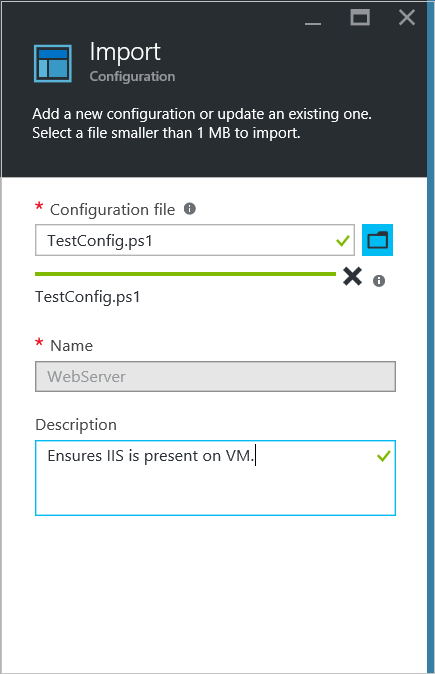 Import
Configuration
Add a new configuration or update an existing one.
Select a file smaller than 1 MB to import.
* Configuration file
TestConfig.ps1
TestConfig.ps1
* Name
WebServer
Description
Ensures IIS is present on VM.